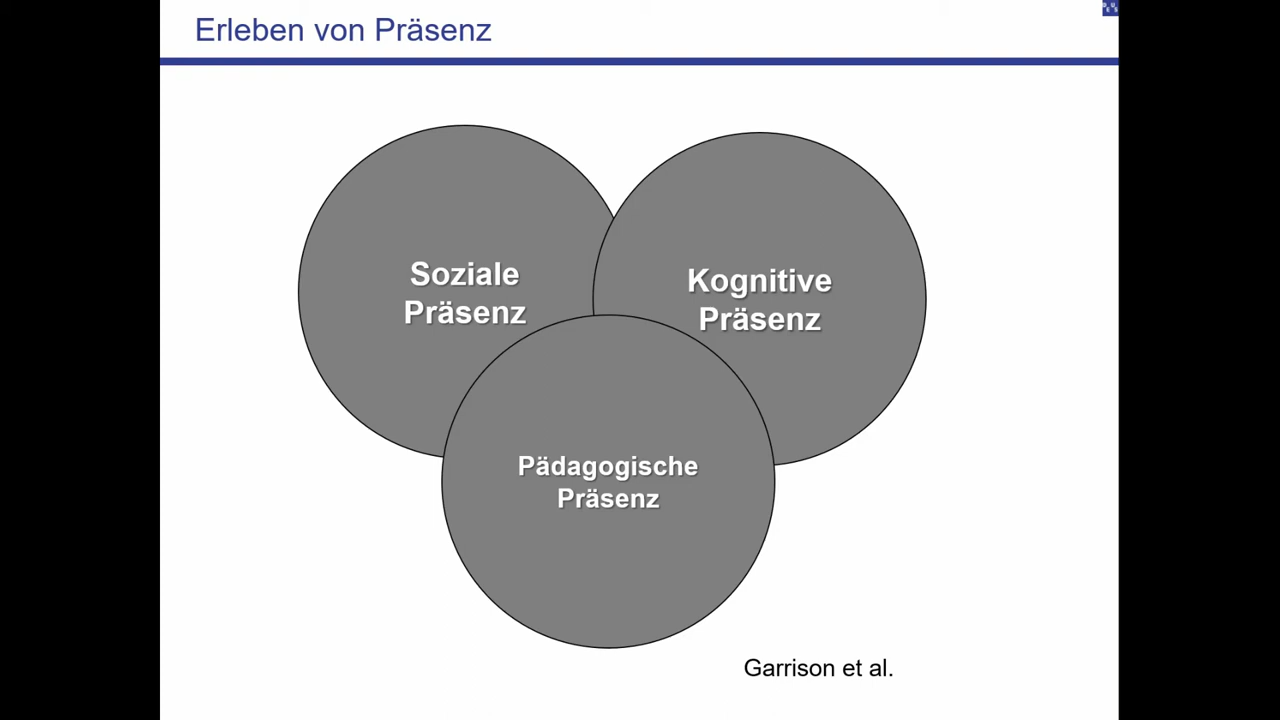 Erleben von Präsenz
Soziale
Präsenz
Kognitive
Präsenz
Pädagogische
Präsenz
Garrison et al.